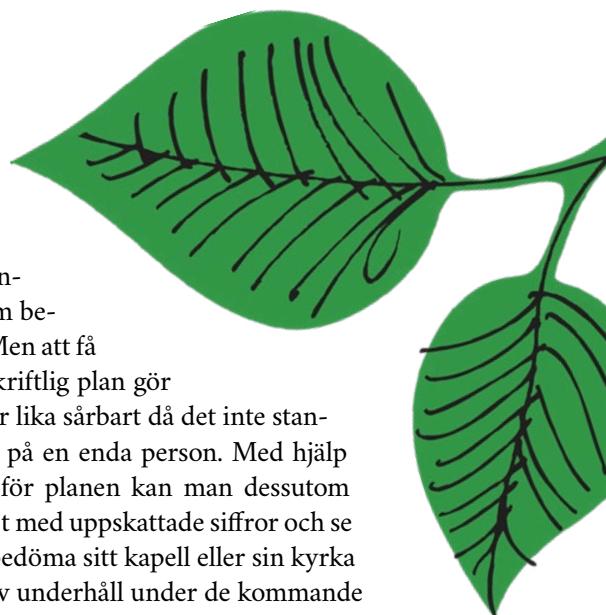 n-
m be-
Men att få
kriftlig plan gör
r lika sårbart då det inte stan-
på en enda person. Med hjälp
för planen kan man dessutom
t med uppskattade siffror och se
bedöma sitt kapell eller sin kyrka
v underhåll under de kommande